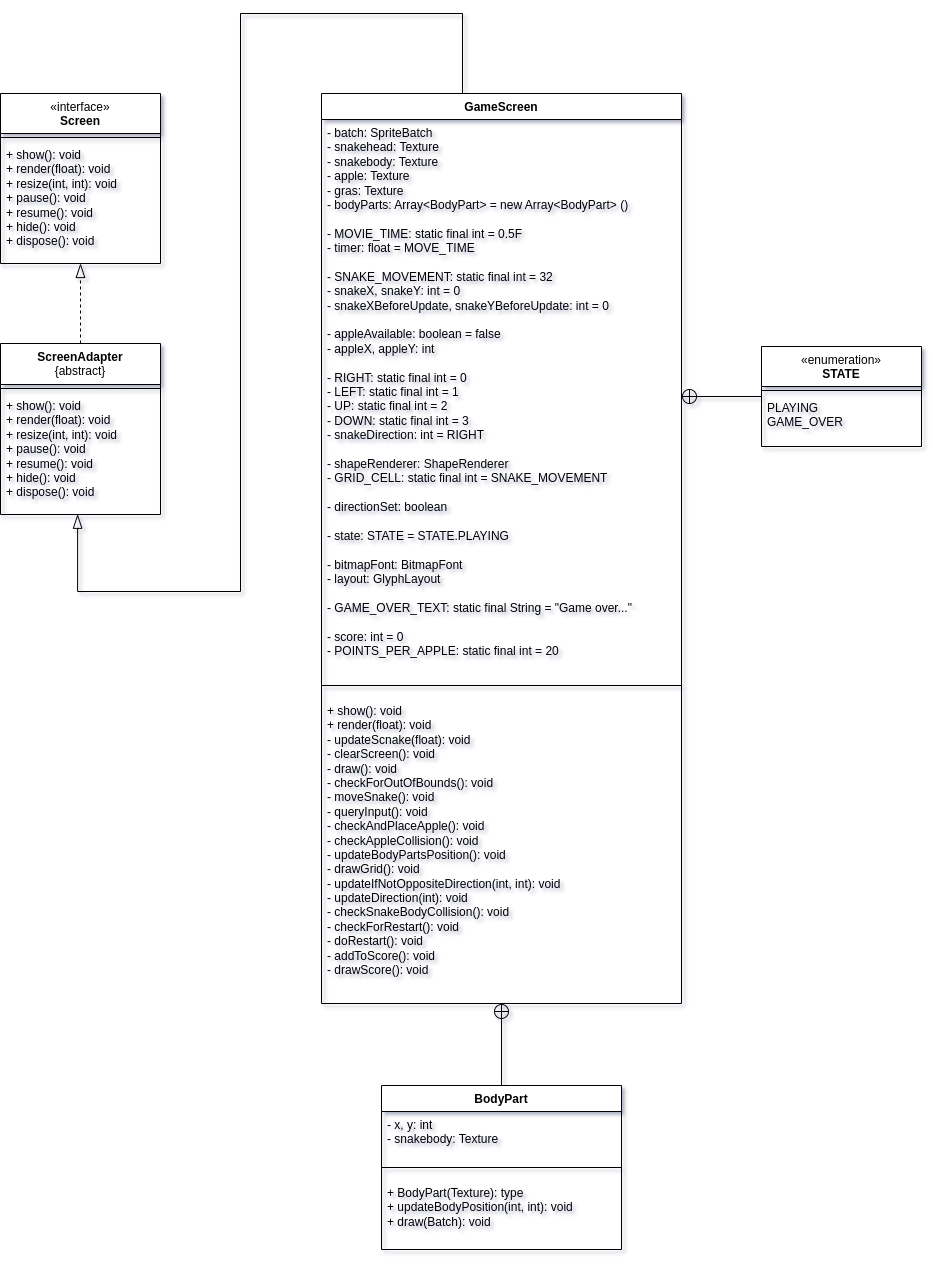 «interface»
Screen
+ show(): void
+ render(float): void
+ resize(int, int): void
+ pause(): void
+ resume(): void
+ hide(): void
+ dispose(): void
ScreenAdapter
{abstract}
+ show(): void
+ render(float): void
+ resize(int, int): void
+ pause(): void
+ resume(): void
+ hide(): void
+ dispose(): void
GameScreen
- batch: SpriteBatch
- snakehead: Texture
- snakebody: Texture
- apple: Texture
- gras: Texture
- bodyParts: Array<BodyPart> = new Array<BodyPart> ()
- MOVIE_TIME: static final int = 0.5F
- timer: float = MOVE_TIME
- SNAKE_MOVEMENT: static final int = 32
- snakeX, snakeY: int = 0
- snakeXBeforeUpdate, snakeYBeforeUpdate: int = 0
- appleAvailable: boolean = false
- appleX, appleY: int
- RIGHT: static final int = 0
- LEFT: static final int = 1
- UP: static final int = 2
- DOWN: static final int = 3
- snakeDirection: int = RIGHT
- shapeRenderer: ShapeRenderer
- GRID_CELL: static final int = SNAKE_MOVEMENT
- directionSet: boolean
- state: STATE = STATE.PLAYING
- bitmapFont: BitmapFont
- layout: GlyphLayout
- GAME_OVER_TEXT: static final String = "Game over..."
- score: int = 0
- POINTS_PER_APPLE: static final int = 20
+ show(): void
+ render(float): void
- updateScnake(float): void
- clearScreen(): void
- draw(): void
- checkForOutOfBounds(): void
- moveSnake(): void
- queryInput(): void
- checkAndPlaceApple(): void
- checkAppleCollision(): void
- updateBodyPartsPosition(): void
- drawGrid(): void
- updateIfNotOppositeDirection(int, int): void
- updateDirection(int): void
- checkSnakeBodyCollision(): void
- checkForRestart(): void
- doRestart(): void
- addToScore(): void
- drawScore(): void
«enumeration»
STATE
PLAYING
GAME_OVER
BodyPart
- x, y: int
- snakebody: Texture
+ BodyPart(Texture): type
+ updateBodyPosition(int, int): void
+ draw(Batch): void